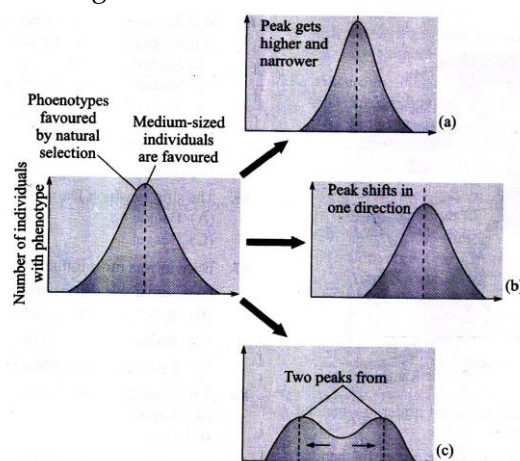 Peak gets
higher and
narrower
(a)
Phoenotypes
favoured
by natural
selection
Medium-sized
individuals
are favoured
Number of individuals
with phenotype
Peak shifts in
one direction
(b)
Two peaks from
(c)